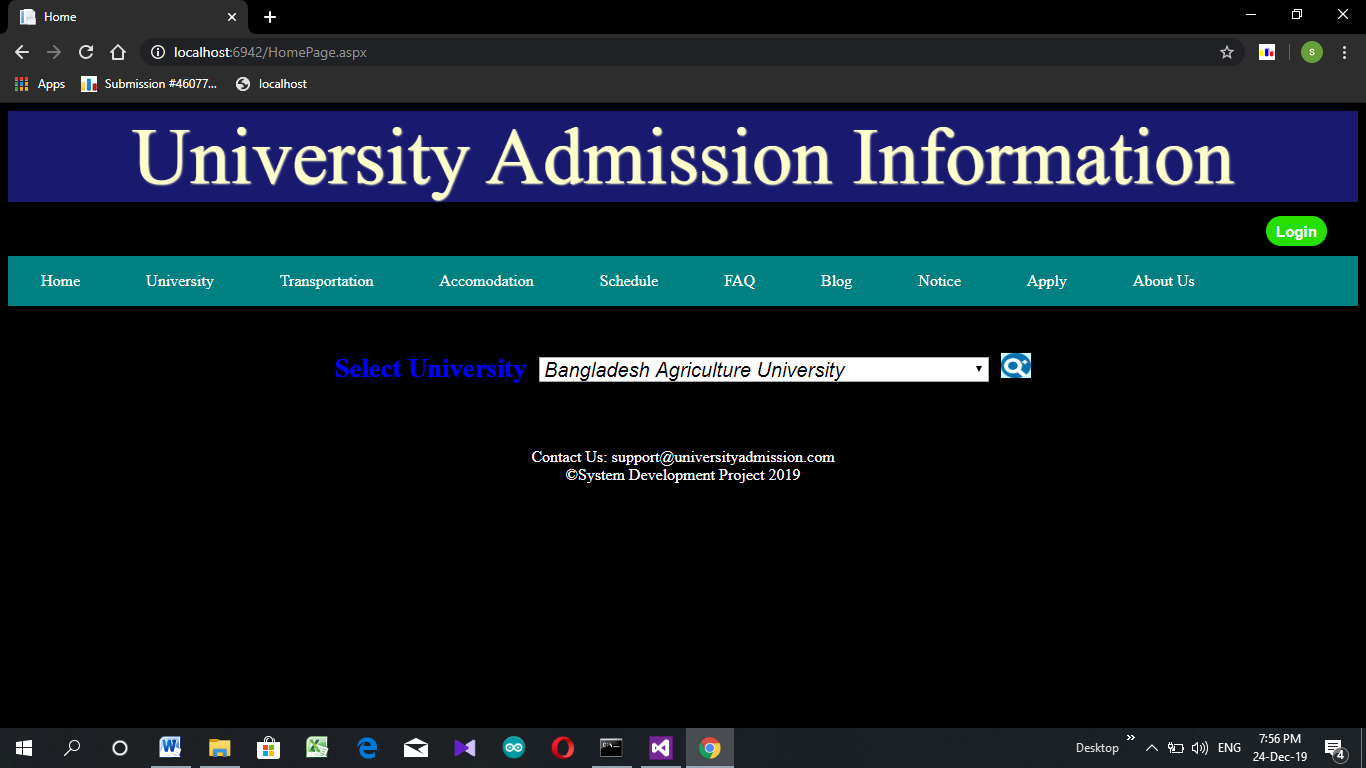 Home
localhost:6942/HomePage.aspx
s
Apps Submission #46077... localhost
University Admission Information
Login
Home University Transportation Accomodation Schedule FAQ Blog Notice Apply About Us
Select University Bangladesh Agriculture University
Contact Us: support@universityadmission.com
©System Development Project 2019
Desktop ENG 7:56 PM
24-Dec-19 4